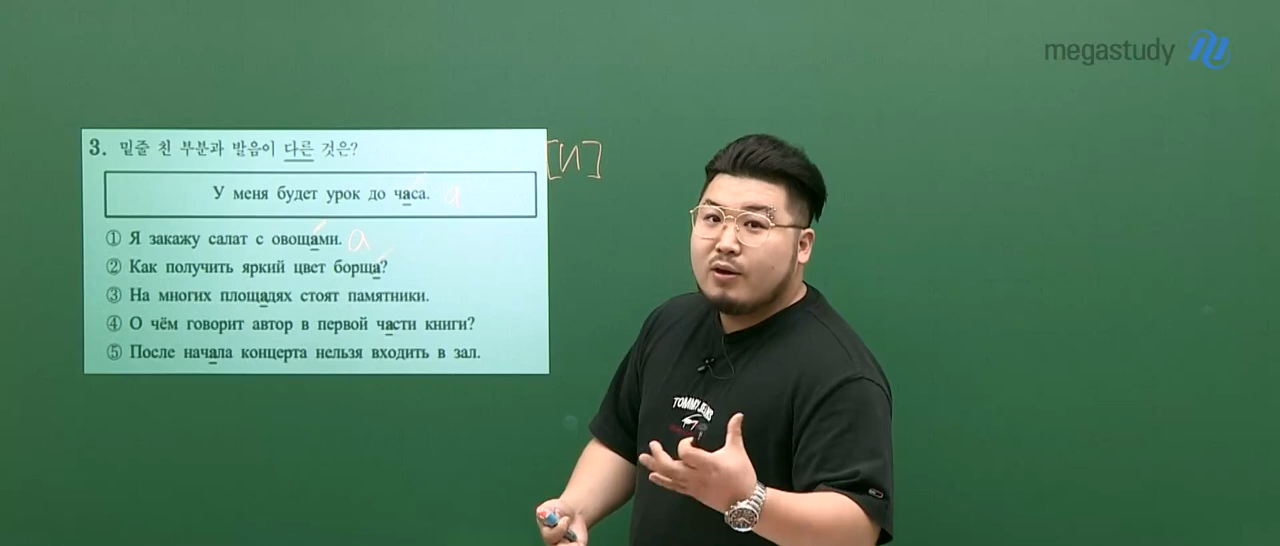 megastudy
3. 밑줄 친 부분과 발음이 다른 것은?
[и]
У меня будет урок до часа. a
① Я закажу салат с овощами. a
② Как получить яркий цвет борща?
③ На многих площадях стоят памятники.
④ О чём говорит автор в первой части книги?
⑤ После начала концерта нельзя входить в зал.
TOMMY JEANS